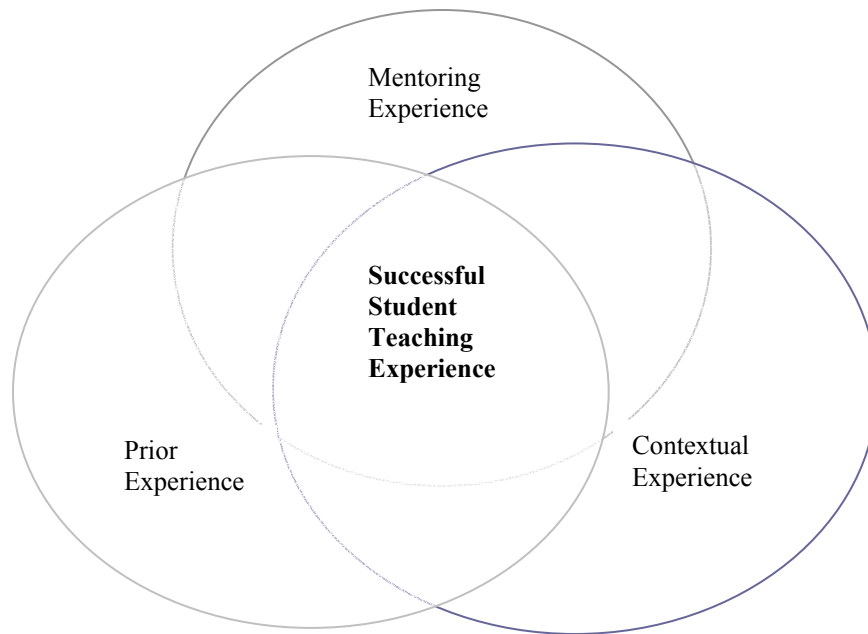 Mentoring
Experience
Successful
Student
Teaching
Experience
Prior
Experience
Contextual
Experience